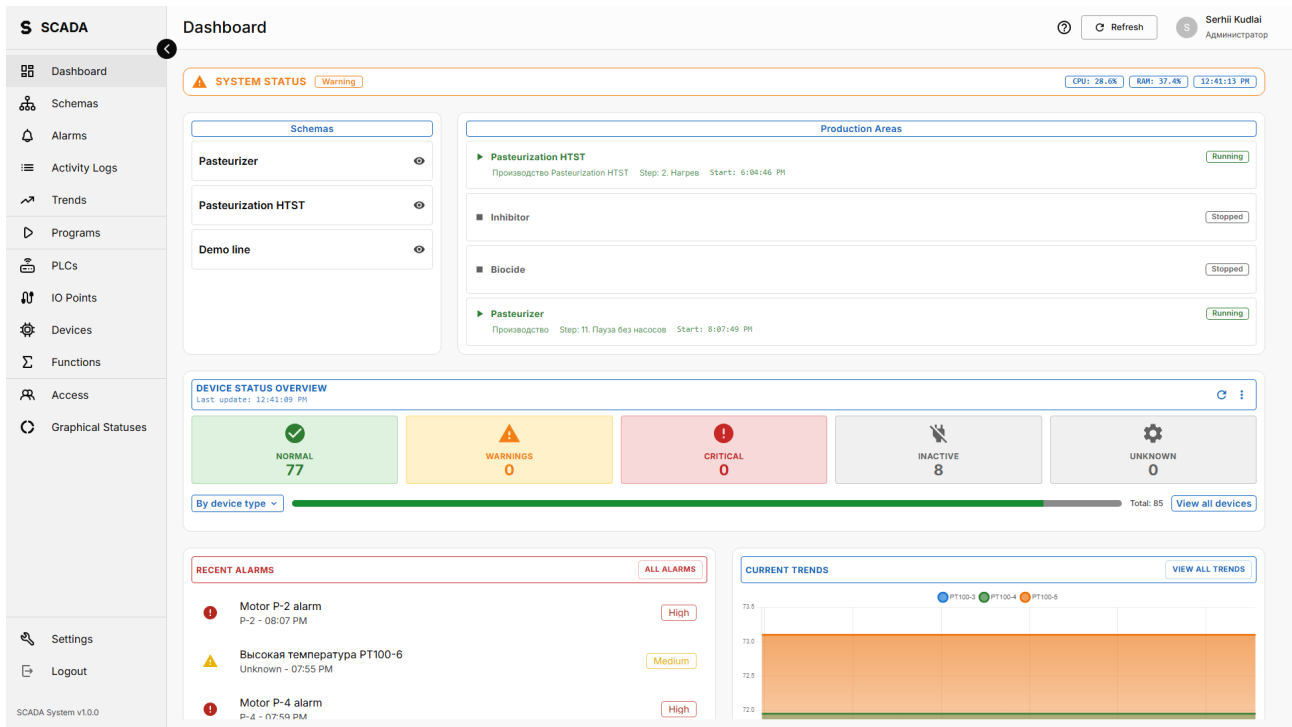 S SCADA
Dashboard
Refresh
S
Serhii Kudlai
Администратор
Dashboard
Schemas
Alarms
Activity Logs
Trends
Programs
PLCs
IO Points
Devices
Functions
Access
Graphical Statuses
Settings
Logout
SCADA System v1.0.0
SYSTEM STATUS Warning
CPU: 28.6% RAM: 37.4% 12:41:13 PM
Schemas
Pasteurizer
Pasteurization HTST
Demo line
Production Areas
Pasteurization HTST Running
Производство Pasteurization HTST Step: 2. Нагрев Start: 6:04:46 PM
Inhibitor Stopped
Biocide Stopped
Pasteurizer Running
Производство Step: 11. Пауза без насосов Start: 8:07:49 PM
DEVICE STATUS OVERVIEW
Last update: 12:41:09 PM
NORMAL
77
WARNINGS
0
CRITICAL
0
INACTIVE
8
UNKNOWN
0
By device type Total: 85 View all devices
RECENT ALARMS ALL ALARMS
Motor P-2 alarm
P-2 - 08:07 PM
High
Высокая температура PT100-6
Unknown - 07:55 PM
Medium
Motor P-4 alarm
P-4 - 07:59 PM
High
CURRENT TRENDS VIEW ALL TRENDS
PT100-3 PT100-4 PT100-5
73.5
73.0
72.5
72.0